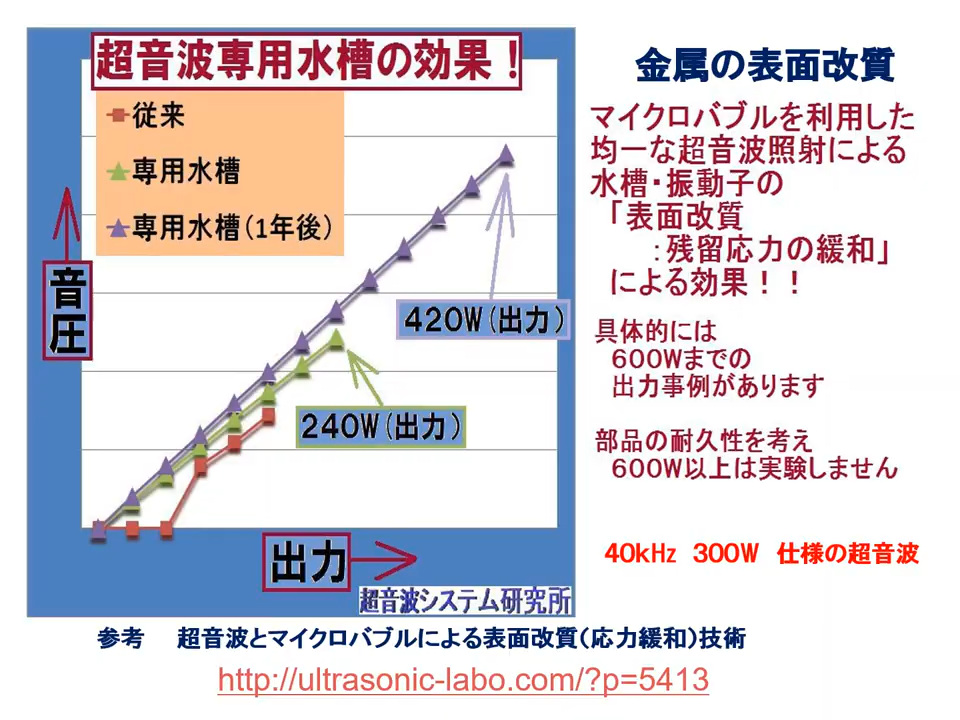 超音波専用水槽の効果！
従来
専用水槽
専用水槽（1年後）
音圧
420W（出力）
240W（出力）
出力
超音波システム研究所
金属の表面改質
マイクロバブルを利用した
均一な超音波照射による
水槽・振動子の
「表面改質
：残留応力の緩和」
による効果！！
具体的には
600Wまでの
出力事例があります
部品の耐久性を考え
600W以上は実験しません
40kHz 300W 仕様の超音波
参考 超音波とマイクロバブルによる表面改質（応力緩和）技術
http://ultrasonic-labo.com/?p=5413